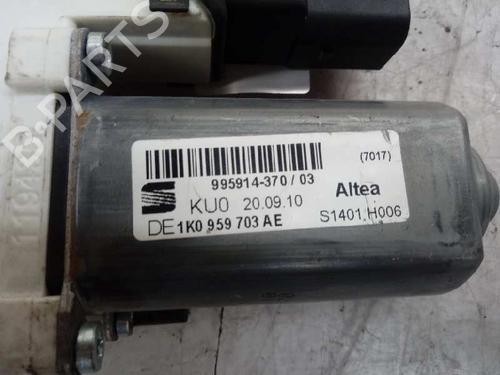 B-PARTS
(7017)
995914-370/03
Altea
KU0 20.09.10
S1401,H006
DE 1K0 959 703 AE